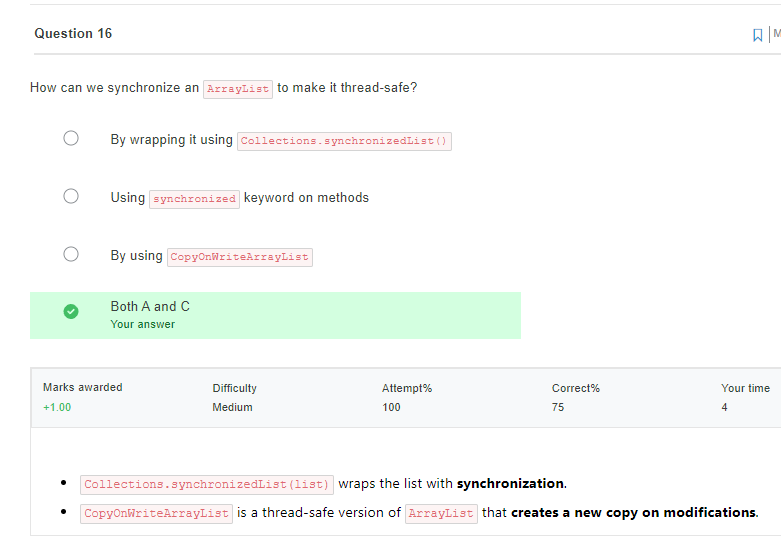 Question 16
M
How can we synchronize an ArrayList to make it thread-safe?
By wrapping it using Collections.synchronizedList()
Using synchronized keyword on methods
By using CopyOnWriteArrayList
Both A and C
Your answer
Marks awarded Difficulty Attempt% Correct% Your time
+1.00 Medium 100 75 4
Collections.synchronizedList(list) wraps the list with synchronization.
CopyOnWriteArrayList is a thread-safe version of ArrayList that creates a new copy on modifications.